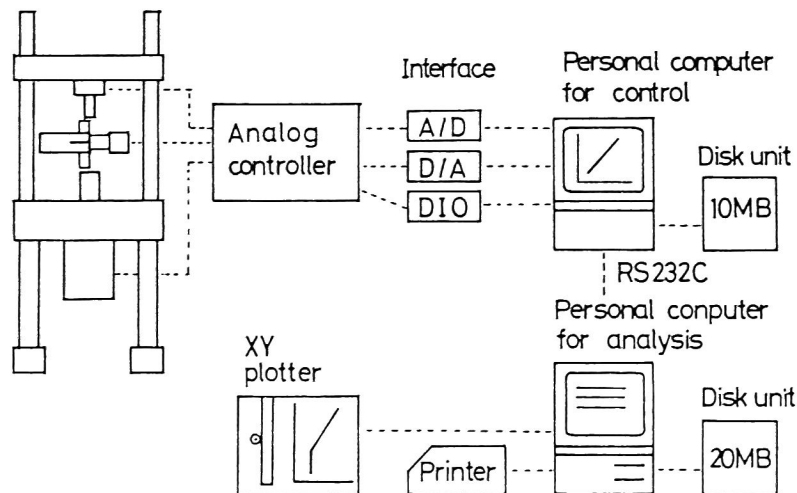 Interface
Personal computer
for control
Analog
controller
A/D
D/A
DIO
Disk unit
10MB
RS232C
Personal conputer
for analysis
XY
plotter
Printer
Disk unit
20MB